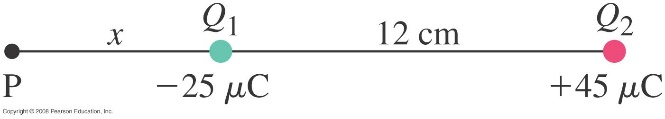 x Q₁ 12 cm Q₂
P −25 μC +45 μC
Copyright © 2008 Pearson Education, Inc.